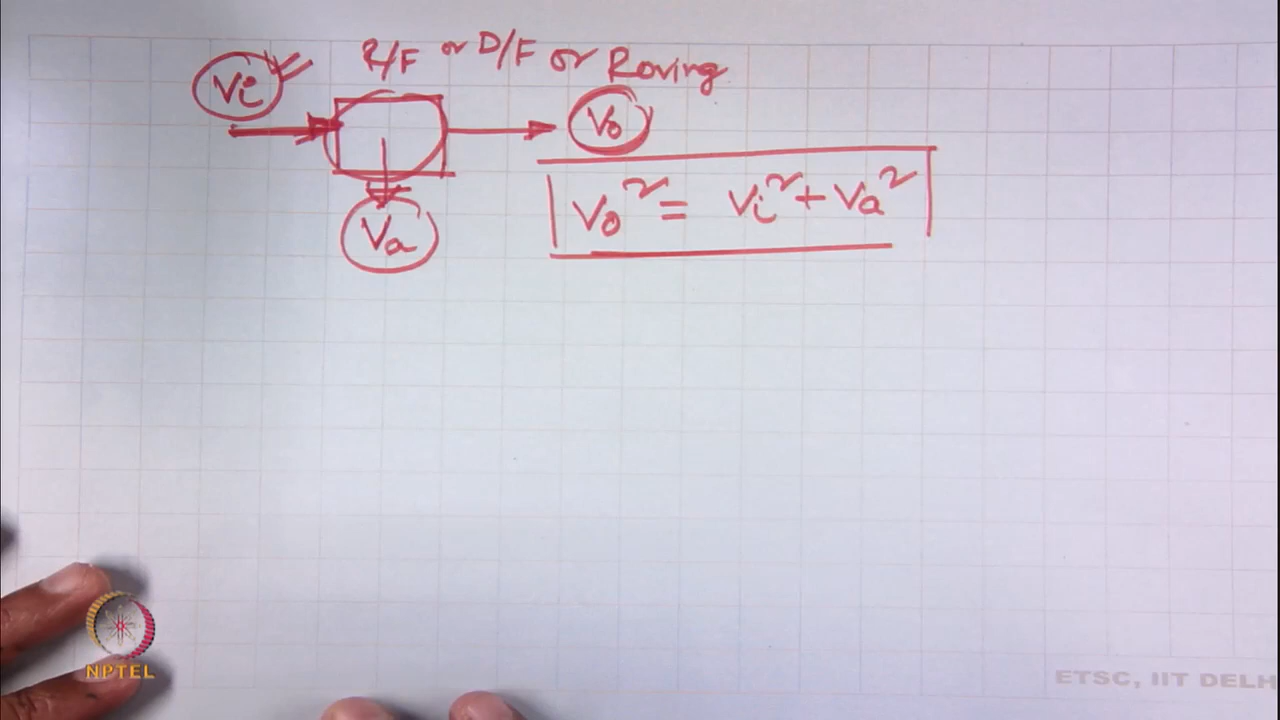 R/F or D/F or Roving
Vi
Vo
Va
Vo² = Vi² + Va²
NPTEL
ETSC, IIT DELH